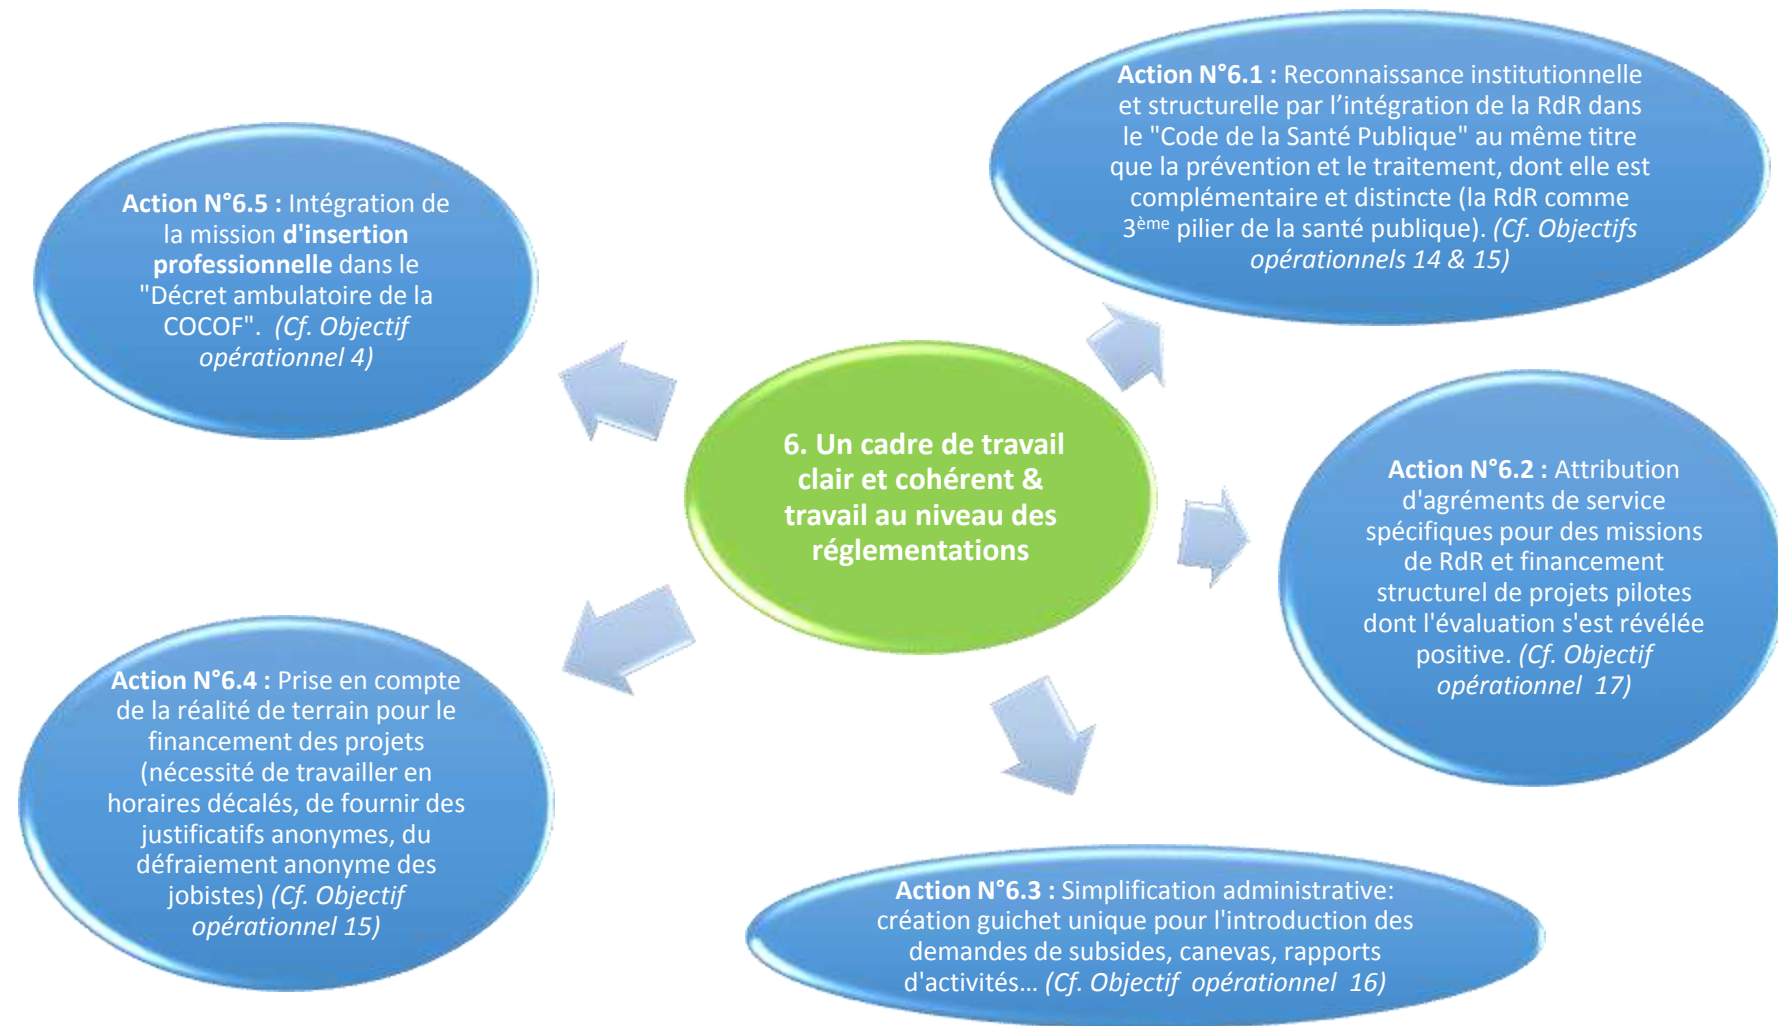 6. Un cadre de travail
clair et cohérent &
travail au niveau des
réglementations
Action N°6.1 : Reconnaissance institutionnelle
et structurelle par l’intégration de la RdR dans
le "Code de la Santé Publique" au même titre
que la prévention et le traitement, dont elle est
complémentaire et distincte (la RdR comme
3ème pilier de la santé publique). (Cf. Objectifs
opérationnels 14 & 15)
Action N°6.2 : Attribution
d'agréments de service
spécifiques pour des missions
de RdR et financement
structurel de projets pilotes
dont l'évaluation s'est révélée
positive. (Cf. Objectif
opérationnel 17)
Action N°6.3 : Simplification administrative:
création guichet unique pour l'introduction des
demandes de subsides, canevas, rapports
d'activités… (Cf. Objectif opérationnel 16)
Action N°6.4 : Prise en compte
de la réalité de terrain pour le
financement des projets
(nécessité de travailler en
horaires décalés, de fournir des
justificatifs anonymes, du
défraiement anonyme des
jobistes) (Cf. Objectif
opérationnel 15)
Action N°6.5 : Intégration de
la mission d'insertion
professionnelle dans le
"Décret ambulatoire de la
COCOF". (Cf. Objectif
opérationnel 4)